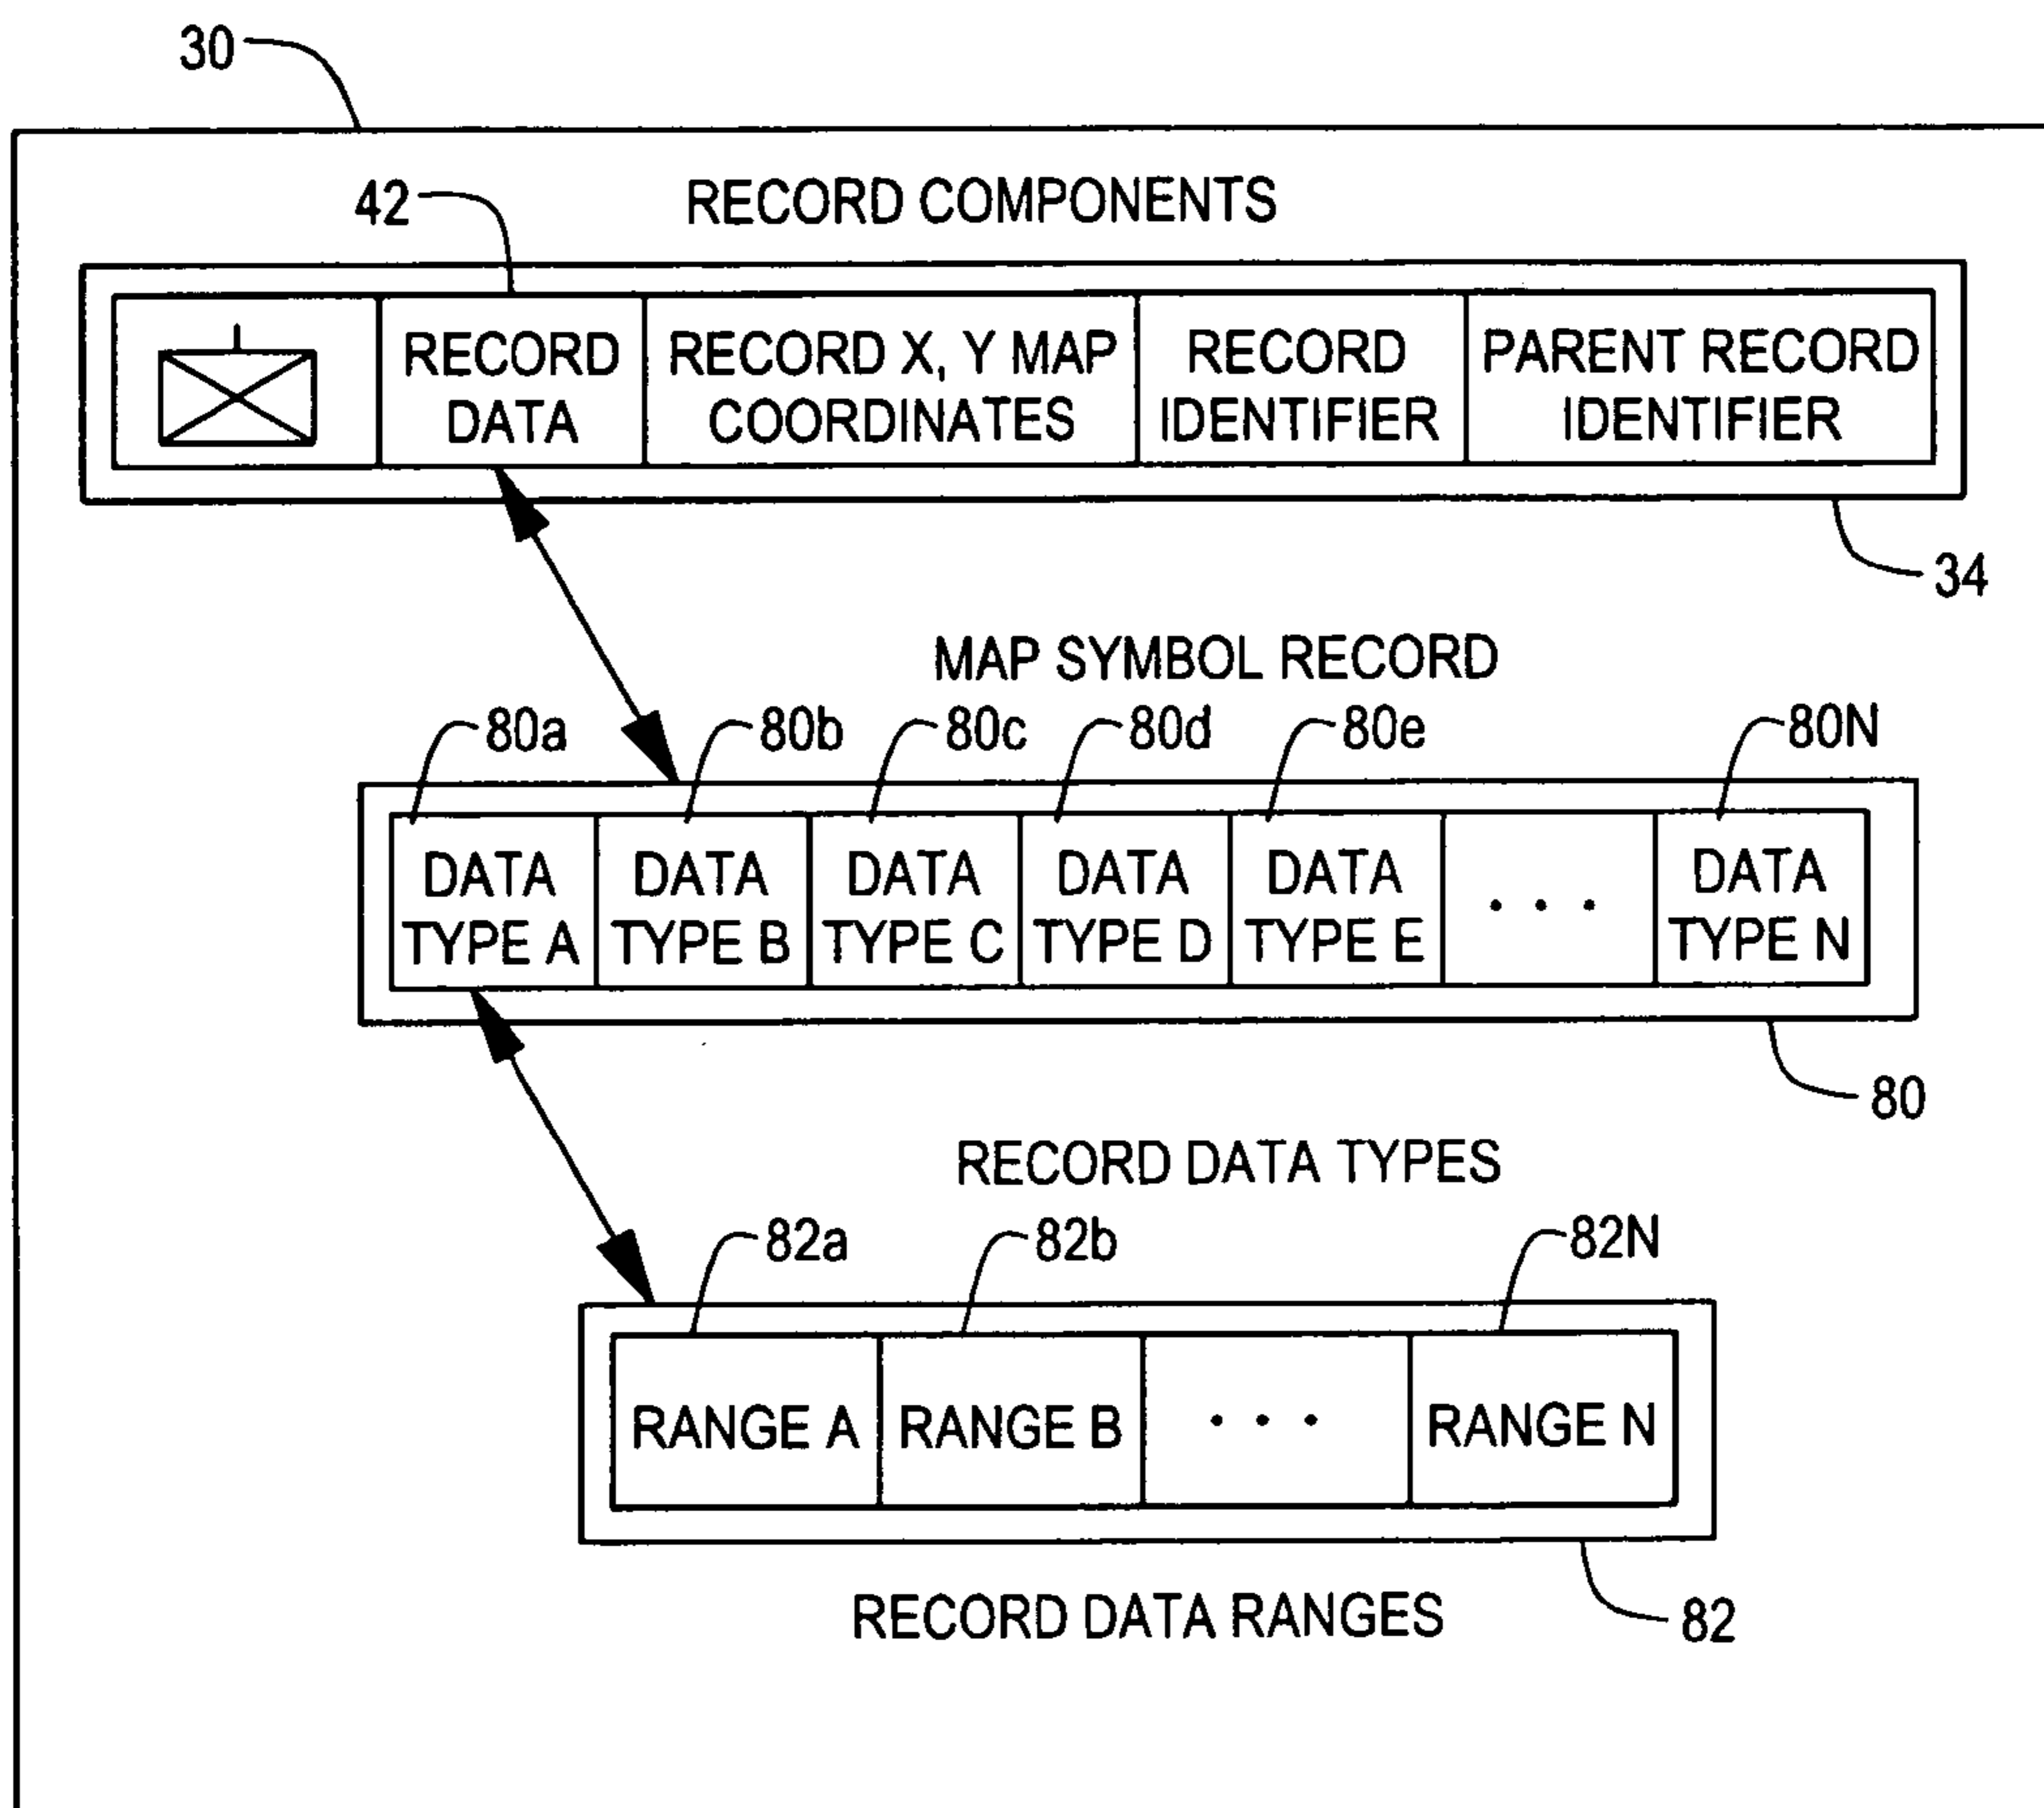 30
42
RECORD COMPONENTS
RECORD DATA
RECORD X, Y MAP COORDINATES
RECORD IDENTIFIER
PARENT RECORD IDENTIFIER
34
MAP SYMBOL RECORD
80a 80b 80c 80d 80e 80N
DATA TYPE A
DATA TYPE B
DATA TYPE C
DATA TYPE D
DATA TYPE E
. . .
DATA TYPE N
80
RECORD DATA TYPES
82a 82b 82N
RANGE A
RANGE B
. . .
RANGE N
82
RECORD DATA RANGES